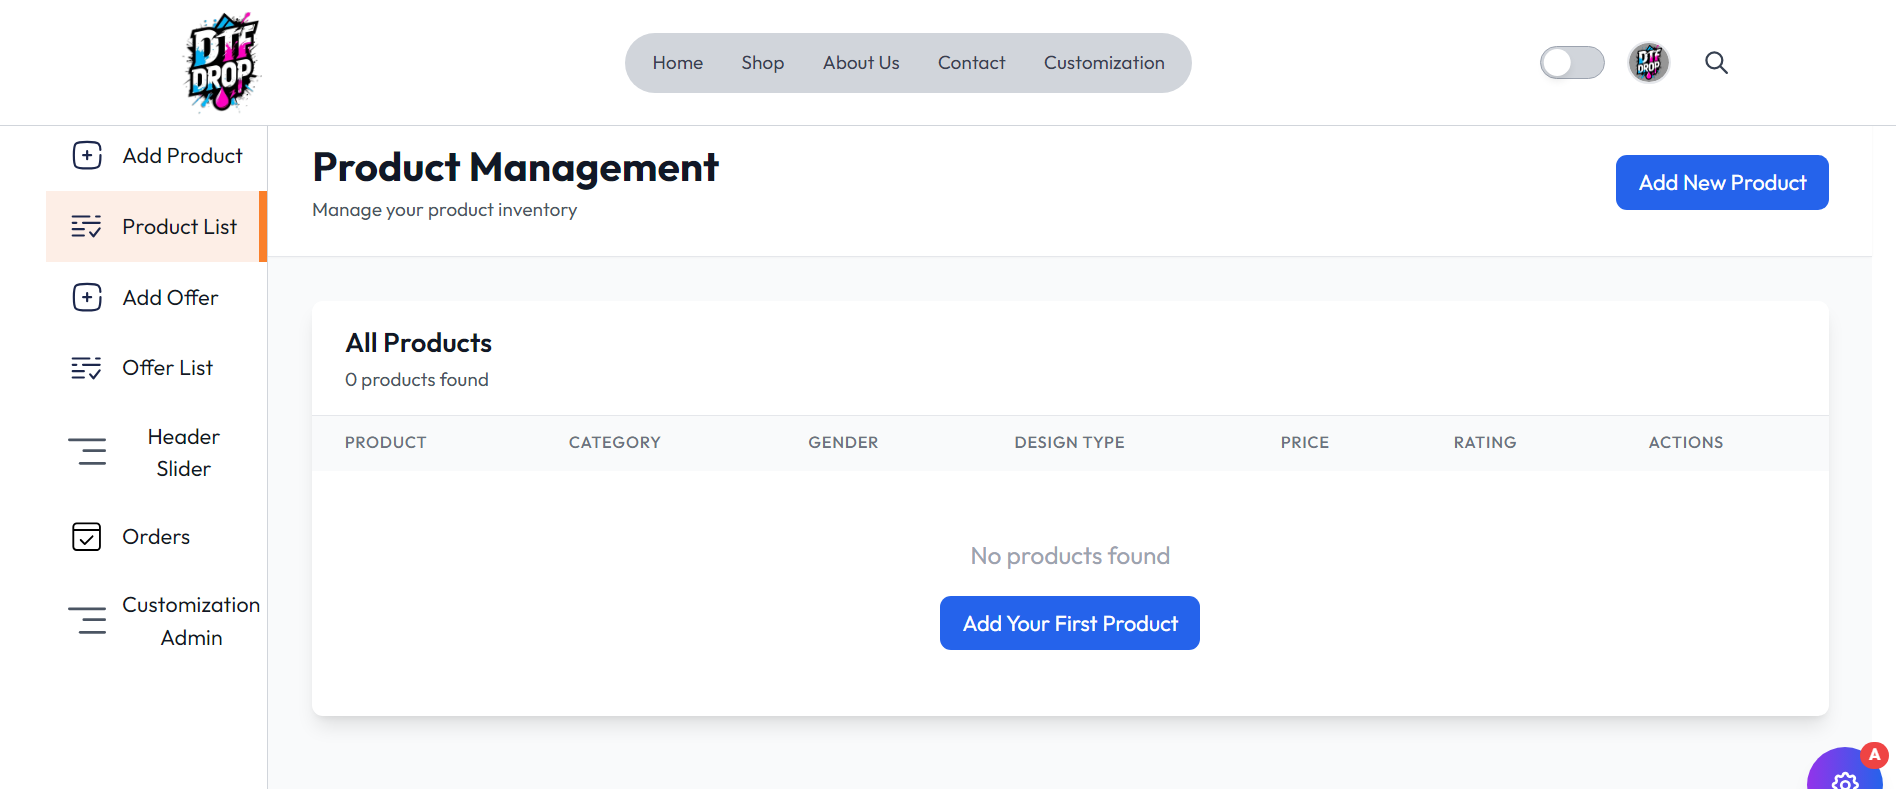 DTF
DROP
Home
Shop
About Us
Contact
Customization
DTF
DROP
Add Product
Product List
Add Offer
Offer List
Header
Slider
Orders
Customization
Admin
Product Management
Manage your product inventory
Add New Product
All Products
0 products found
PRODUCT
CATEGORY
GENDER
DESIGN TYPE
PRICE
RATING
ACTIONS
No products found
Add Your First Product
A